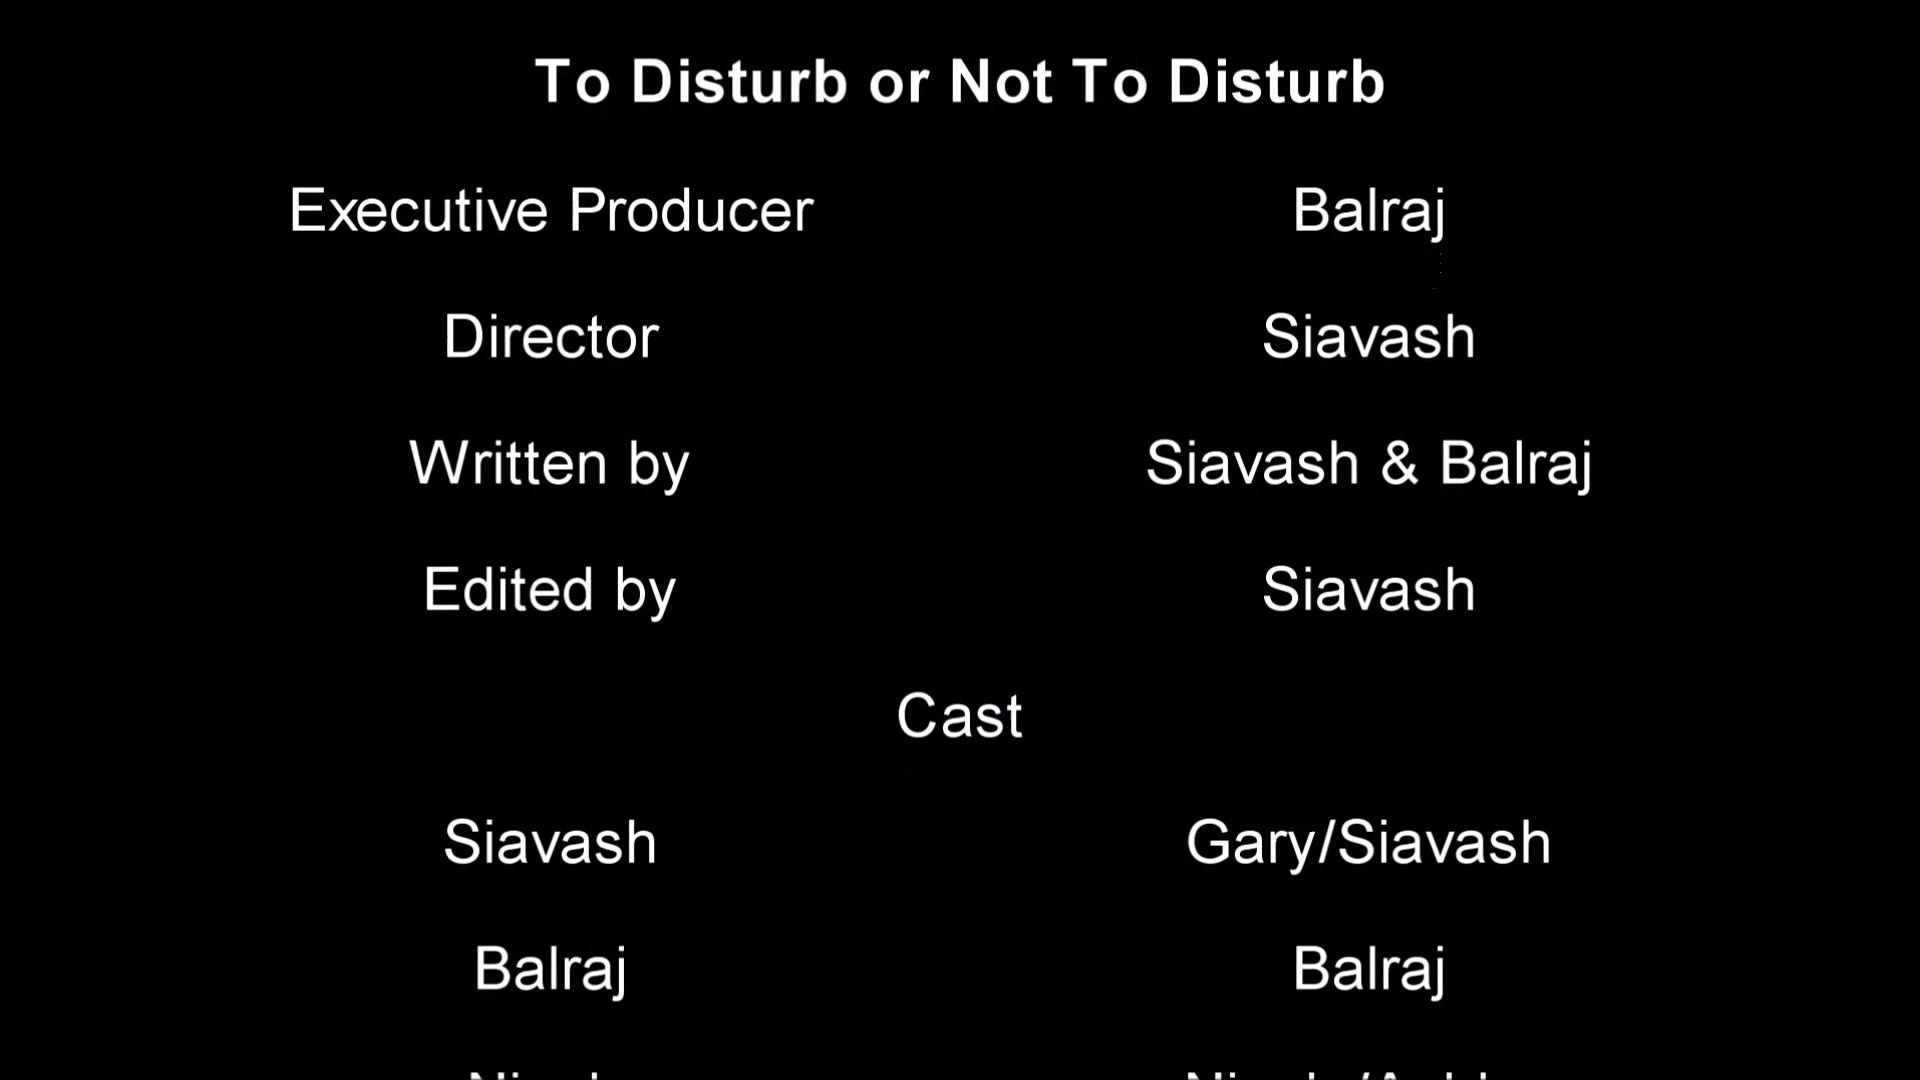 To Disturb or Not To Disturb
Executive Producer Balraj
Director Siavash
Written by Siavash & Balraj
Edited by Siavash
Cast
Siavash Gary/Siavash
Balraj Balraj